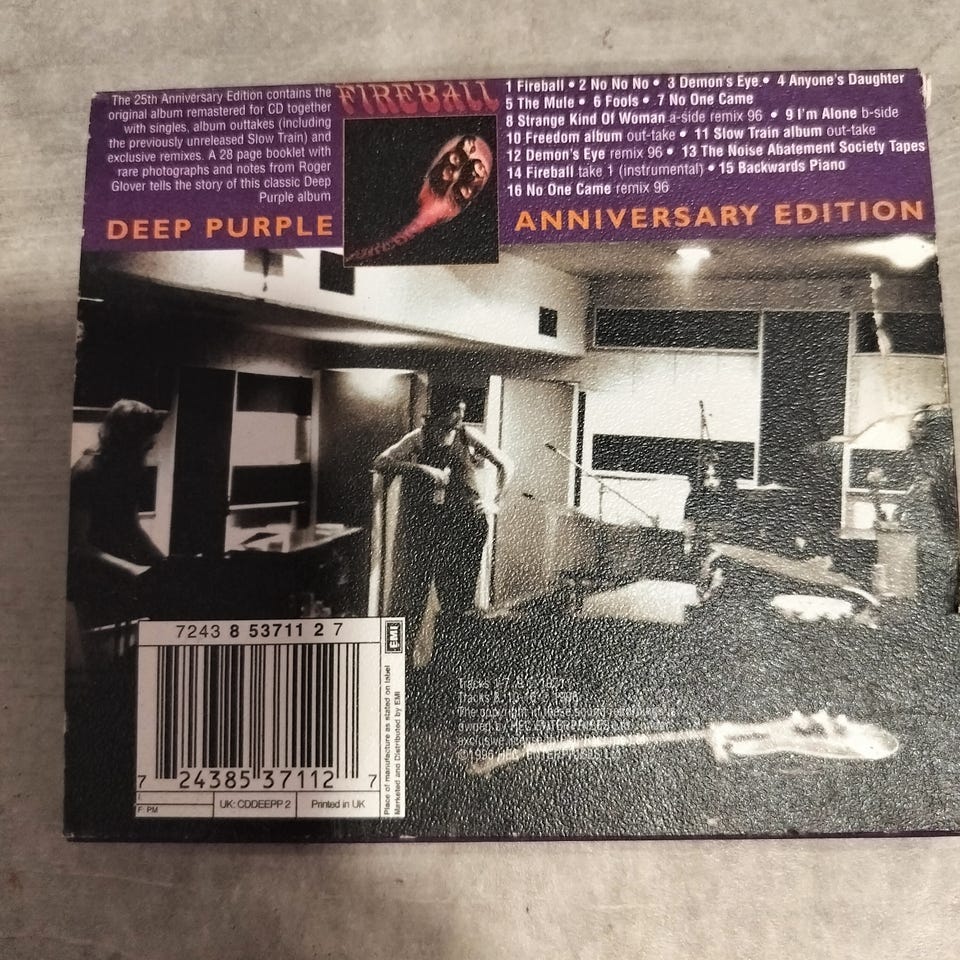 The 25th Anniversary Edition contains the
original album remastered for CD together
with singles, album outtakes (including
the previously unreleased Slow Train) and
exclusive remixes. A 28 page booklet with
rare photographs and notes from Roger
Glover tells the story of this classic Deep
Purple album
DEEP PURPLE
FIREBALL
1 Fireball • 2 No No No • 3 Demon's Eye • 4 Anyone's Daughter
5 The Mule • 6 Fools • 7 No One Came
8 Strange Kind Of Woman a-side remix 96 • 9 I'm Alone b-side
10 Freedom album out-take • 11 Slow Train album out-take
12 Demon's Eye remix 96 • 13 The Noise Abatement Society Tapes
14 Fireball take 1 (instrumental) • 15 Backwards Piano
16 No One Came remix 96
ANNIVERSARY EDITION
7243 8 53711 2 7
7 24385 37112 7
F: PM
UK: CDDEEPP 2
Printed in UK
EMI
Place of manufacture as stated on label
Marketed and Distributed by EMI
The copyright in these sound